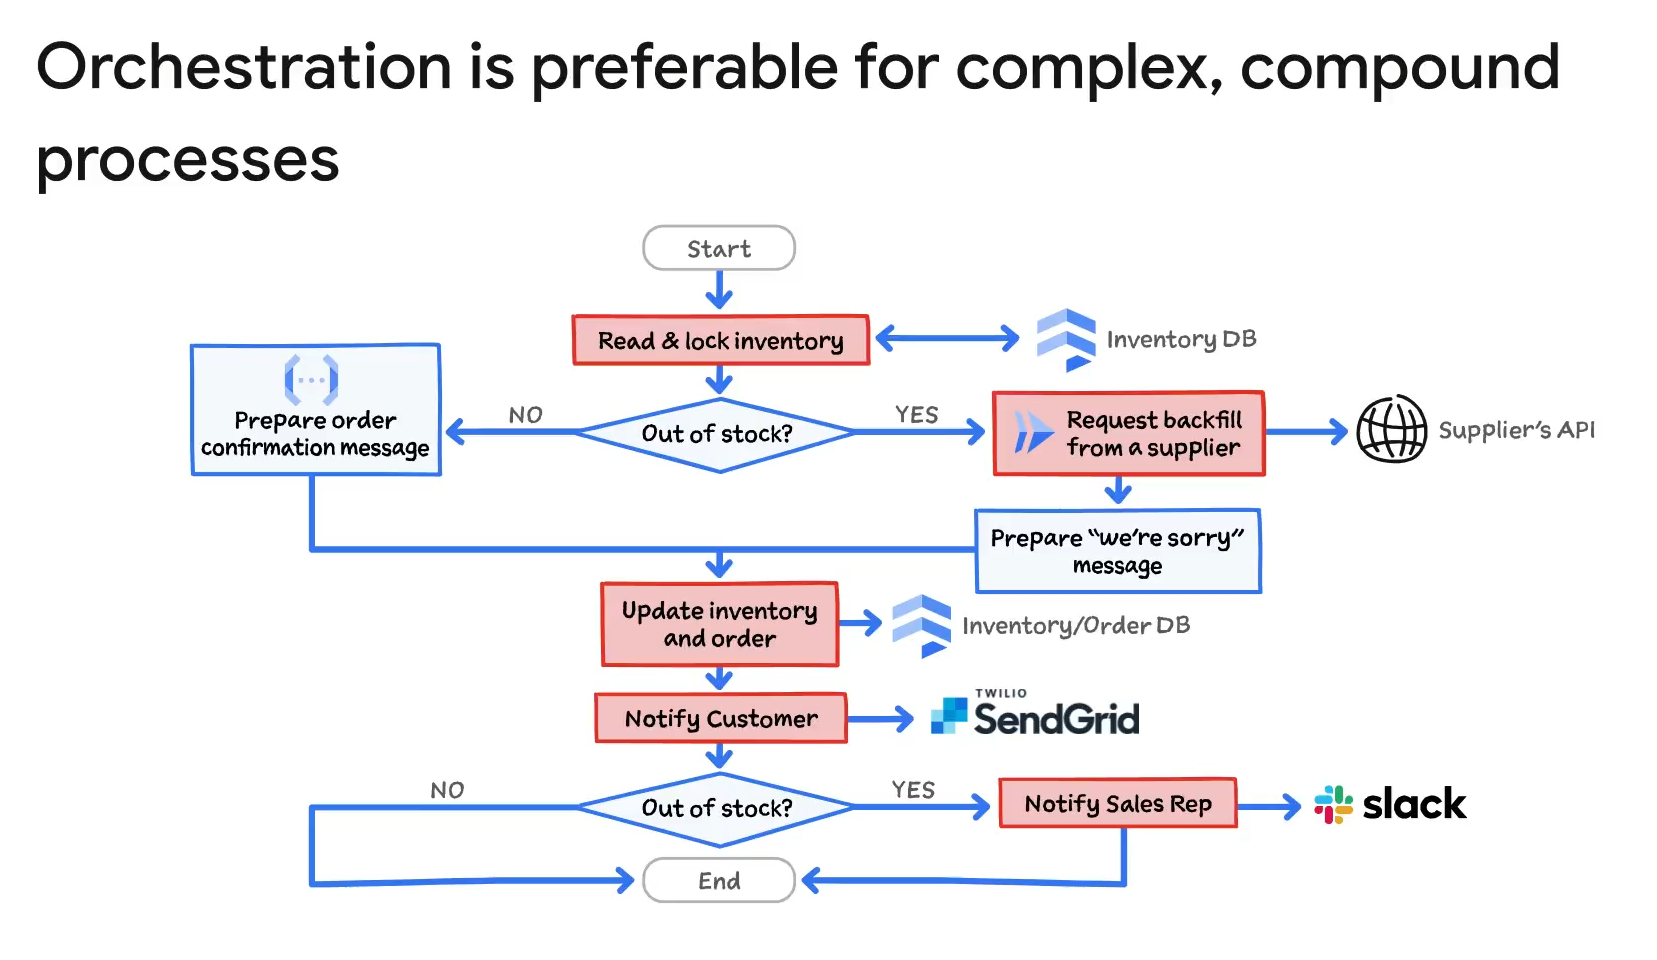 Orchestration is preferable for complex, compound
processes
Start
Read & lock inventory
Inventory DB
Prepare order
confirmation message
NO
Out of stock?
YES
Request backfill
from a supplier
Supplier's API
Prepare “we're sorry”
message
Update inventory
and order
Inventory/Order DB
Notify Customer
TWILIO
SendGrid
NO
Out of stock?
YES
Notify Sales Rep
slack
End